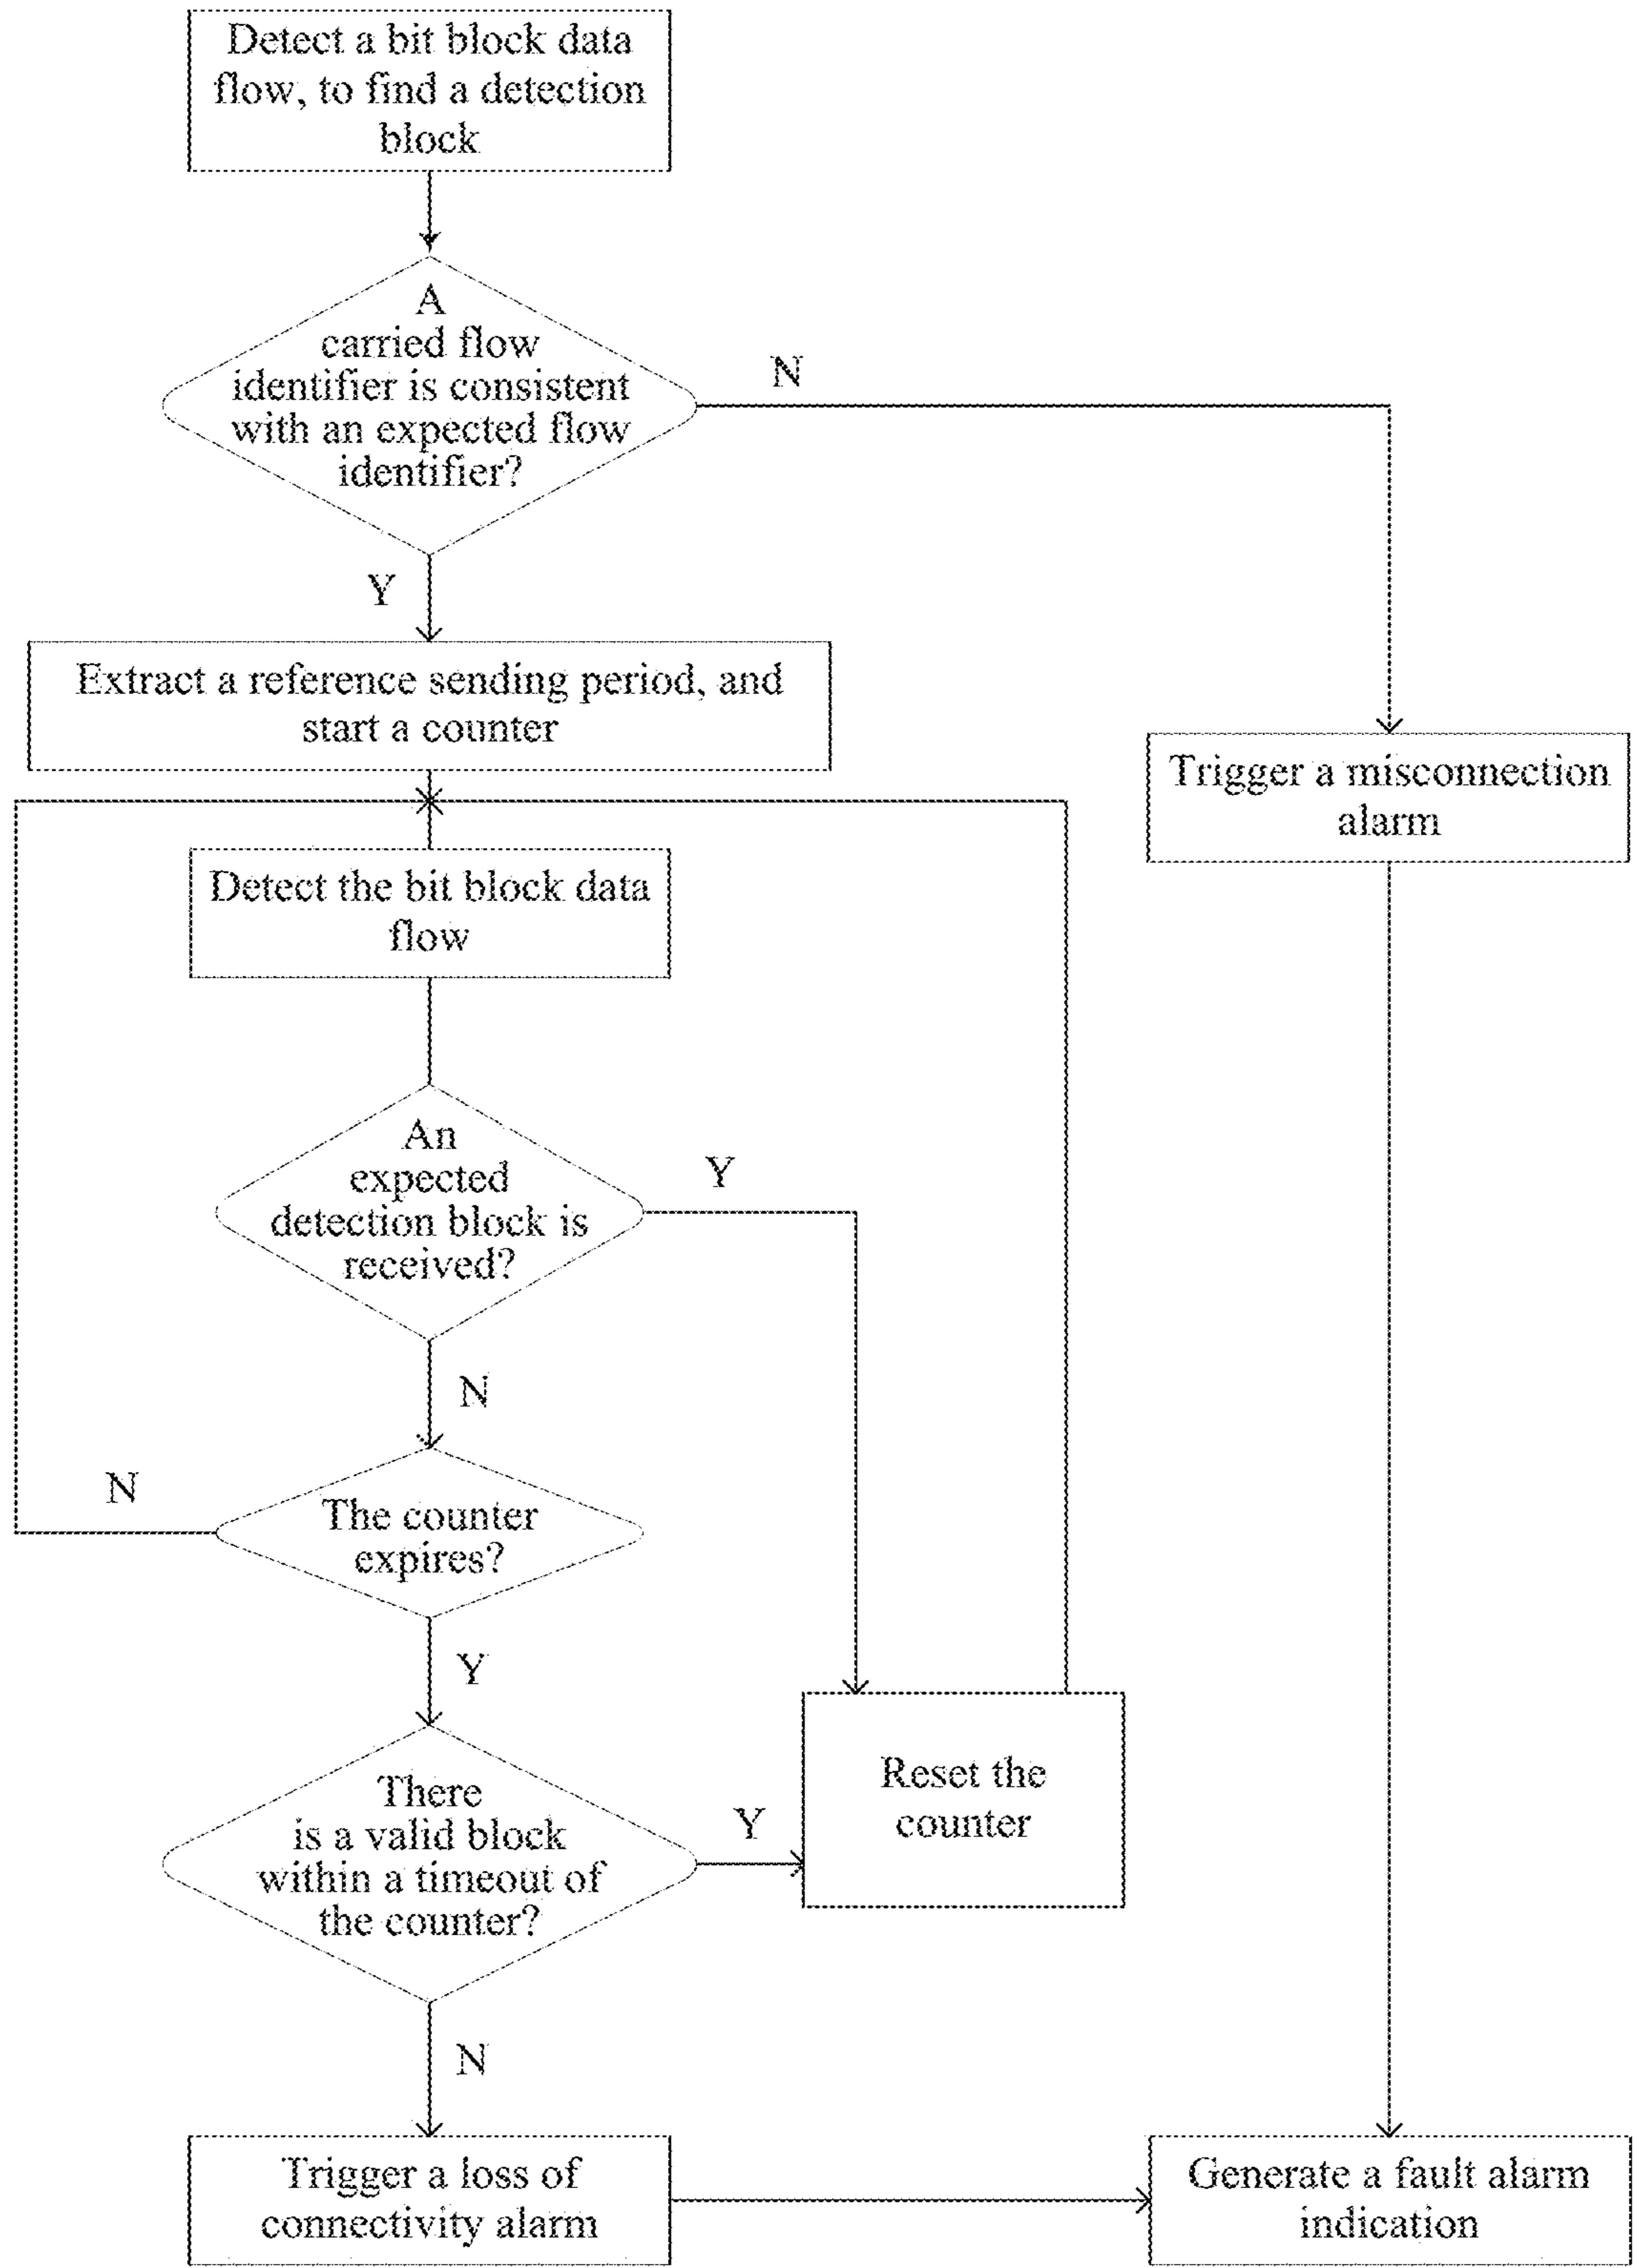 Detect a bit block data
flow, to find a detection
block
A
carried flow
identifier is consistent
with an expected flow
identifier?
N
Y
Extract a reference sending period, and
start a counter
Trigger a misconnection
alarm
Detect the bit block data
flow
An
expected
detection block is
received?
Y
N
N
The counter
expires?
Y
There
is a valid block
within a timeout of
the counter?
Y
Reset the
counter
N
Trigger a loss of
connectivity alarm
Generate a fault alarm
indication